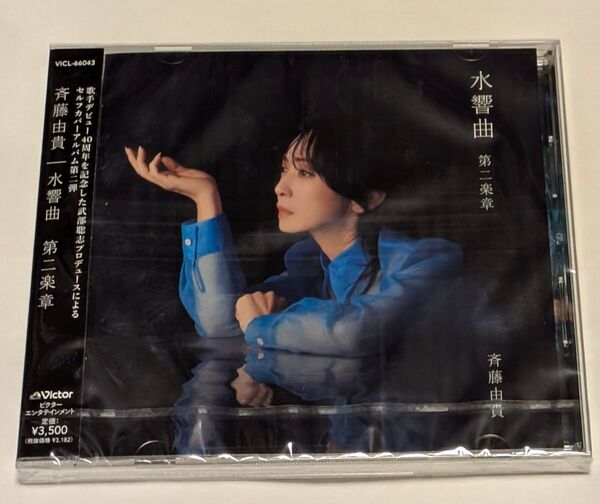 VICL-66043
斉藤由貴|水響曲 第二楽章
歌手デビュー40周年を記念した武部聡志プロデュースによる
セルフカバーアルバム第二弾
Victor
ビクター
エンタテインメント
定価:
¥3,500
(税抜価格 ¥3,182)
水響曲 第二楽章
斉藤由貴